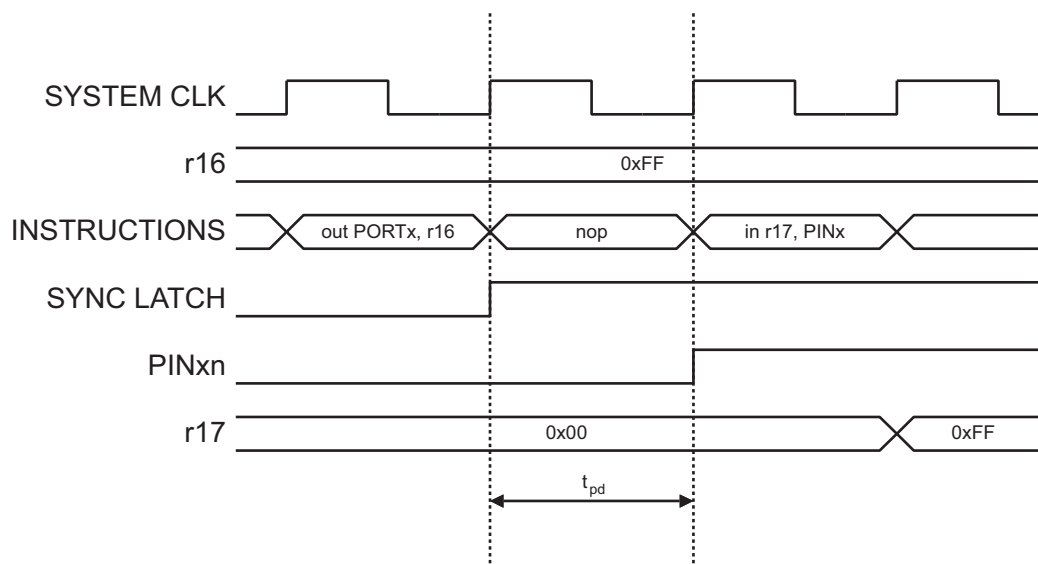 SYSTEM CLK
r16
0xFF
INSTRUCTIONS
out PORTx, r16
nop
in r17, PINx
SYNC LATCH
PINxn
r17
0x00
0xFF
tpd